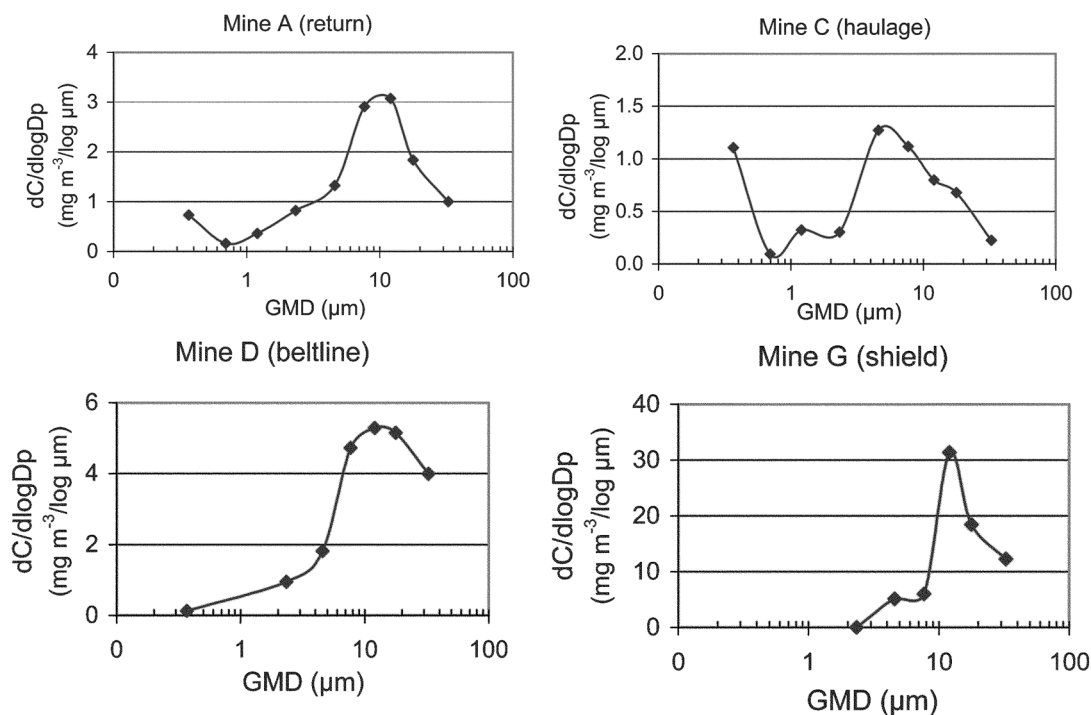 Mine A (return)
dC/dlogDp
(mg m⁻³/log µm)
4
3
2
1
0
0 1 10 100
GMD (µm)
Mine C (haulage)
dC/dlogDp
(mg m⁻³/log µm)
2.0
1.5
1.0
0.5
0.0
0 1 10 100
GMD (µm)
Mine D (beltline)
dC/dlogDp
(mg m⁻³/log µm)
6
4
2
0
0 1 10 100
GMD (µm)
Mine G (shield)
dC/dlogDp
(mg m⁻³/log µm)
40
30
20
10
0
0 1 10 100
GMD (µm)